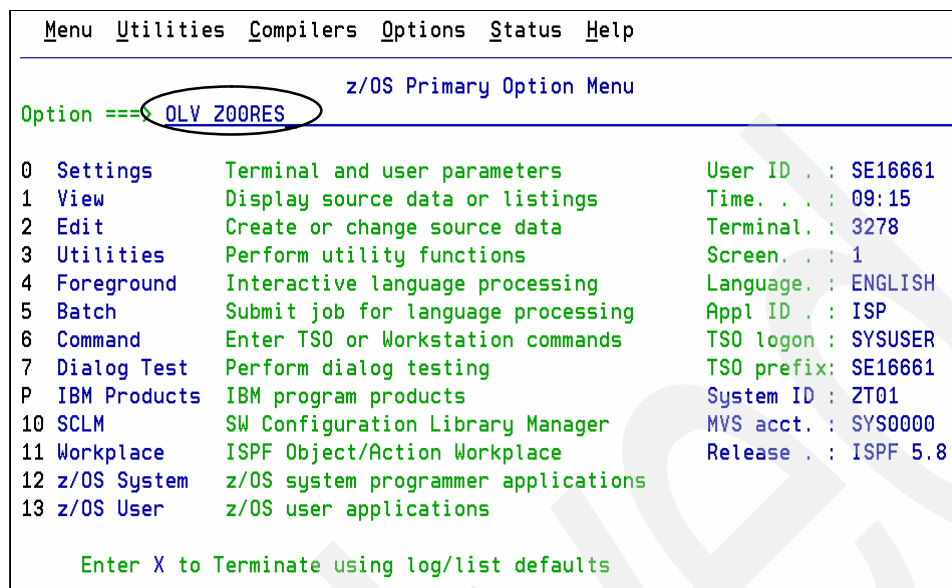 Menu Utilities Compilers Options Status Help
z/OS Primary Option Menu
Option ===> OLV Z00RES
0 Settings Terminal and user parameters User ID . : SE16661
1 View Display source data or listings Time. . . : 09:15
2 Edit Create or change source data Terminal. : 3278
3 Utilities Perform utility functions Screen. . : 1
4 Foreground Interactive language processing Language. : ENGLISH
5 Batch Submit job for language processing Appl ID . : ISP
6 Command Enter TSO or Workstation commands TSO logon : SYSUSER
7 Dialog Test Perform dialog testing TSO prefix: SE16661
P IBM Products IBM program products System ID : ZT01
10 SCLM SW Configuration Library Manager MVS acct. : SYS0000
11 Workplace ISPF Object/Action Workplace Release . : ISPF 5.8
12 z/OS System z/OS system programmer applications
13 z/OS User z/OS user applications
Enter X to Terminate using log/list defaults